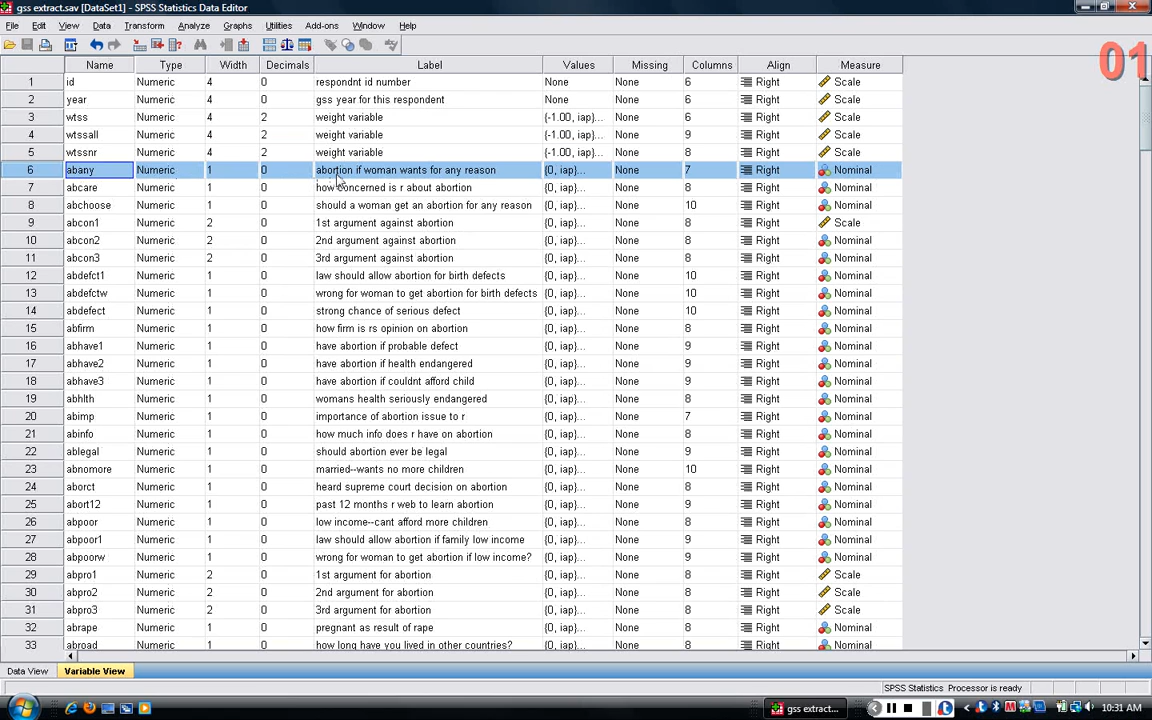 gss extract.sav [DataSet1] - SPSS Statistics Data Editor
File Edit View Data Transform Analyze Graphs Utilities Add-ons Window Help
01
Name Type Width Decimals Label Values Missing Columns Align Measure
1 id Numeric 4 0 respondnt id number None None 6 Right Scale
2 year Numeric 4 0 gss year for this respondent None None 6 Right Scale
3 wtss Numeric 4 2 weight variable {-1.00, iap}... None 6 Right Scale
4 wtssall Numeric 4 2 weight variable {-1.00, iap}... None 9 Right Scale
5 wtssnr Numeric 4 2 weight variable {-1.00, iap}... None 8 Right Scale
6 abany Numeric 1 0 abortion if woman wants for any reason {0, iap}... None 7 Right Nominal
7 abcare Numeric 1 0 how concerned is r about abortion {0, iap}... None 8 Right Nominal
8 abchoose Numeric 1 0 should a woman get an abortion for any reason {0, iap}... None 10 Right Nominal
9 abcon1 Numeric 2 0 1st argument against abortion {0, iap}... None 8 Right Scale
10 abcon2 Numeric 2 0 2nd argument against abortion {0, iap}... None 8 Right Nominal
11 abcon3 Numeric 2 0 3rd argument against abortion {0, iap}... None 8 Right Nominal
12 abdefct1 Numeric 1 0 law should allow abortion for birth defects {0, iap}... None 10 Right Nominal
13 abdefctw Numeric 1 0 wrong for woman to get abortion for birth defects {0, iap}... None 10 Right Nominal
14 abdefect Numeric 1 0 strong chance of serious defect {0, iap}... None 10 Right Nominal
15 abfirm Numeric 1 0 how firm is rs opinion on abortion {0, iap}... None 8 Right Nominal
16 abhave1 Numeric 1 0 have abortion if probable defect {0, iap}... None 9 Right Nominal
17 abhave2 Numeric 1 0 have abortion if health endangered {0, iap}... None 9 Right Nominal
18 abhave3 Numeric 1 0 have abortion if couldnt afford child {0, iap}... None 9 Right Nominal
19 abhlth Numeric 1 0 womans health seriously endangered {0, iap}... None 8 Right Nominal
20 abimp Numeric 1 0 importance of abortion issue to r {0, iap}... None 7 Right Nominal
21 abinfo Numeric 1 0 how much info does r have on abortion {0, iap}... None 8 Right Nominal
22 ablegal Numeric 1 0 should abortion ever be legal {0, iap}... None 9 Right Nominal
23 abnomore Numeric 1 0 married--wants no more children {0, iap}... None 10 Right Nominal
24 aborct Numeric 1 0 heard supreme court decision on abortion {0, iap}... None 8 Right Nominal
25 abort12 Numeric 1 0 past 12 months r web to learn abortion {0, iap}... None 9 Right Nominal
26 abpoor Numeric 1 0 low income--cant afford more children {0, iap}... None 8 Right Nominal
27 abpoor1 Numeric 1 0 law should allow abortion if family low income {0, iap}... None 9 Right Nominal
28 abpoorw Numeric 1 0 wrong for woman to get abortion if low income? {0, iap}... None 9 Right Nominal
29 abpro1 Numeric 2 0 1st argument for abortion {0, iap}... None 8 Right Scale
30 abpro2 Numeric 2 0 2nd argument for abortion {0, iap}... None 8 Right Scale
31 abpro3 Numeric 2 0 3rd argument for abortion {0, iap}... None 8 Right Scale
32 abrape Numeric 1 0 pregnant as result of rape {0, iap}... None 8 Right Nominal
33 abroad Numeric 1 0 how long have you lived in other countries? {0, iap}... None 8 Right Nominal
Data View Variable View
SPSS Statistics Processor is ready
gss extract... 10:31 AM